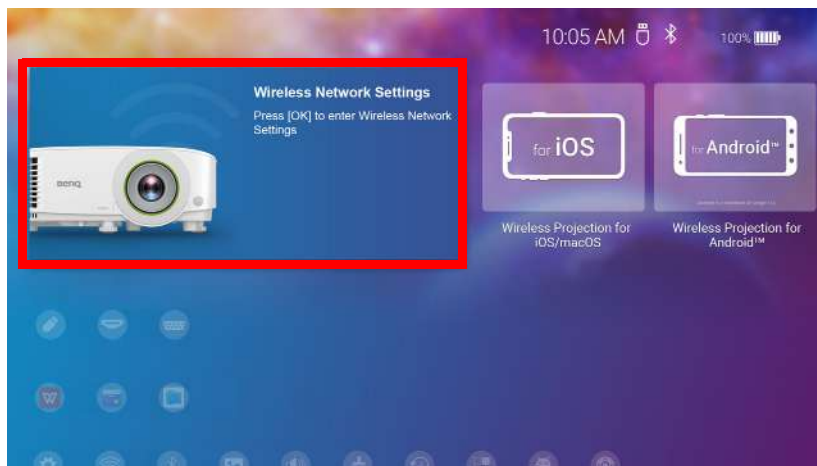 10:05 AM
100%
Wireless Network Settings
Press [OK] to enter Wireless Network
Settings
BenQ
for iOS
for Android™
Wireless Projection for
iOS/macOS
Wireless Projection for
Android™
W